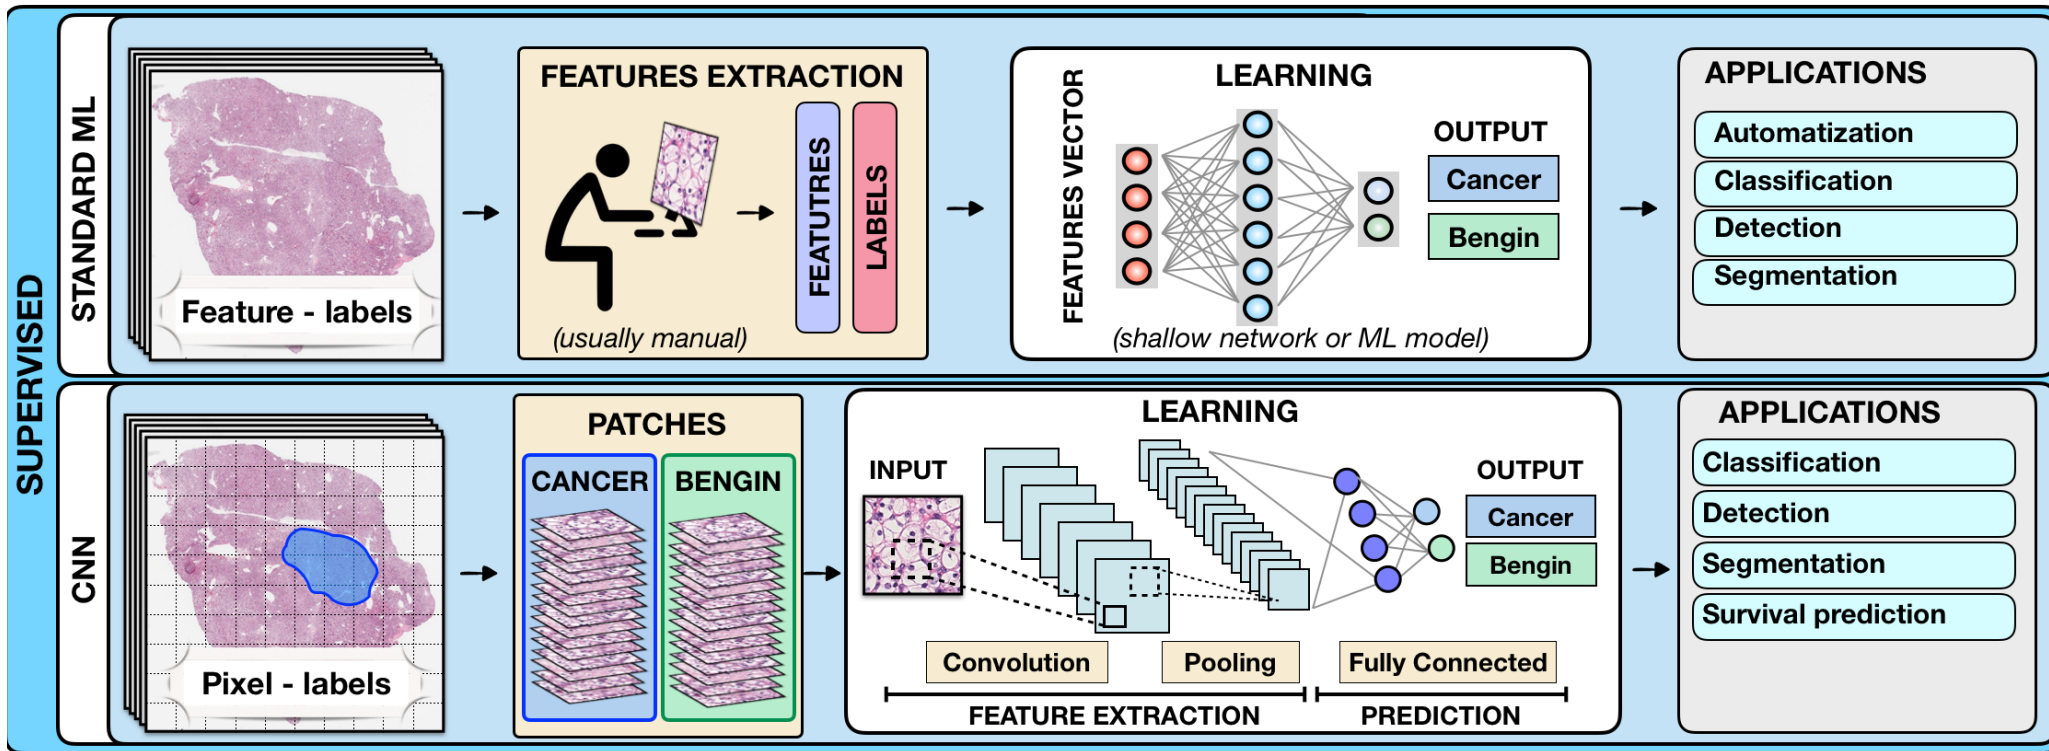 SUPERVISED
STANDARD ML
Feature - labels
FEATURES EXTRACTION
FEATUTRES
LABELS
(usually manual)
LEARNING
FEATURES VECTOR
OUTPUT
Cancer
Bengin
(shallow network or ML model)
APPLICATIONS
Automatization
Classification
Detection
Segmentation
CNN
Pixel - labels
PATCHES
CANCER
BENGIN
LEARNING
INPUT
OUTPUT
Cancer
Bengin
Convolution
Pooling
Fully Connected
FEATURE EXTRACTION
PREDICTION
APPLICATIONS
Classification
Detection
Segmentation
Survival prediction